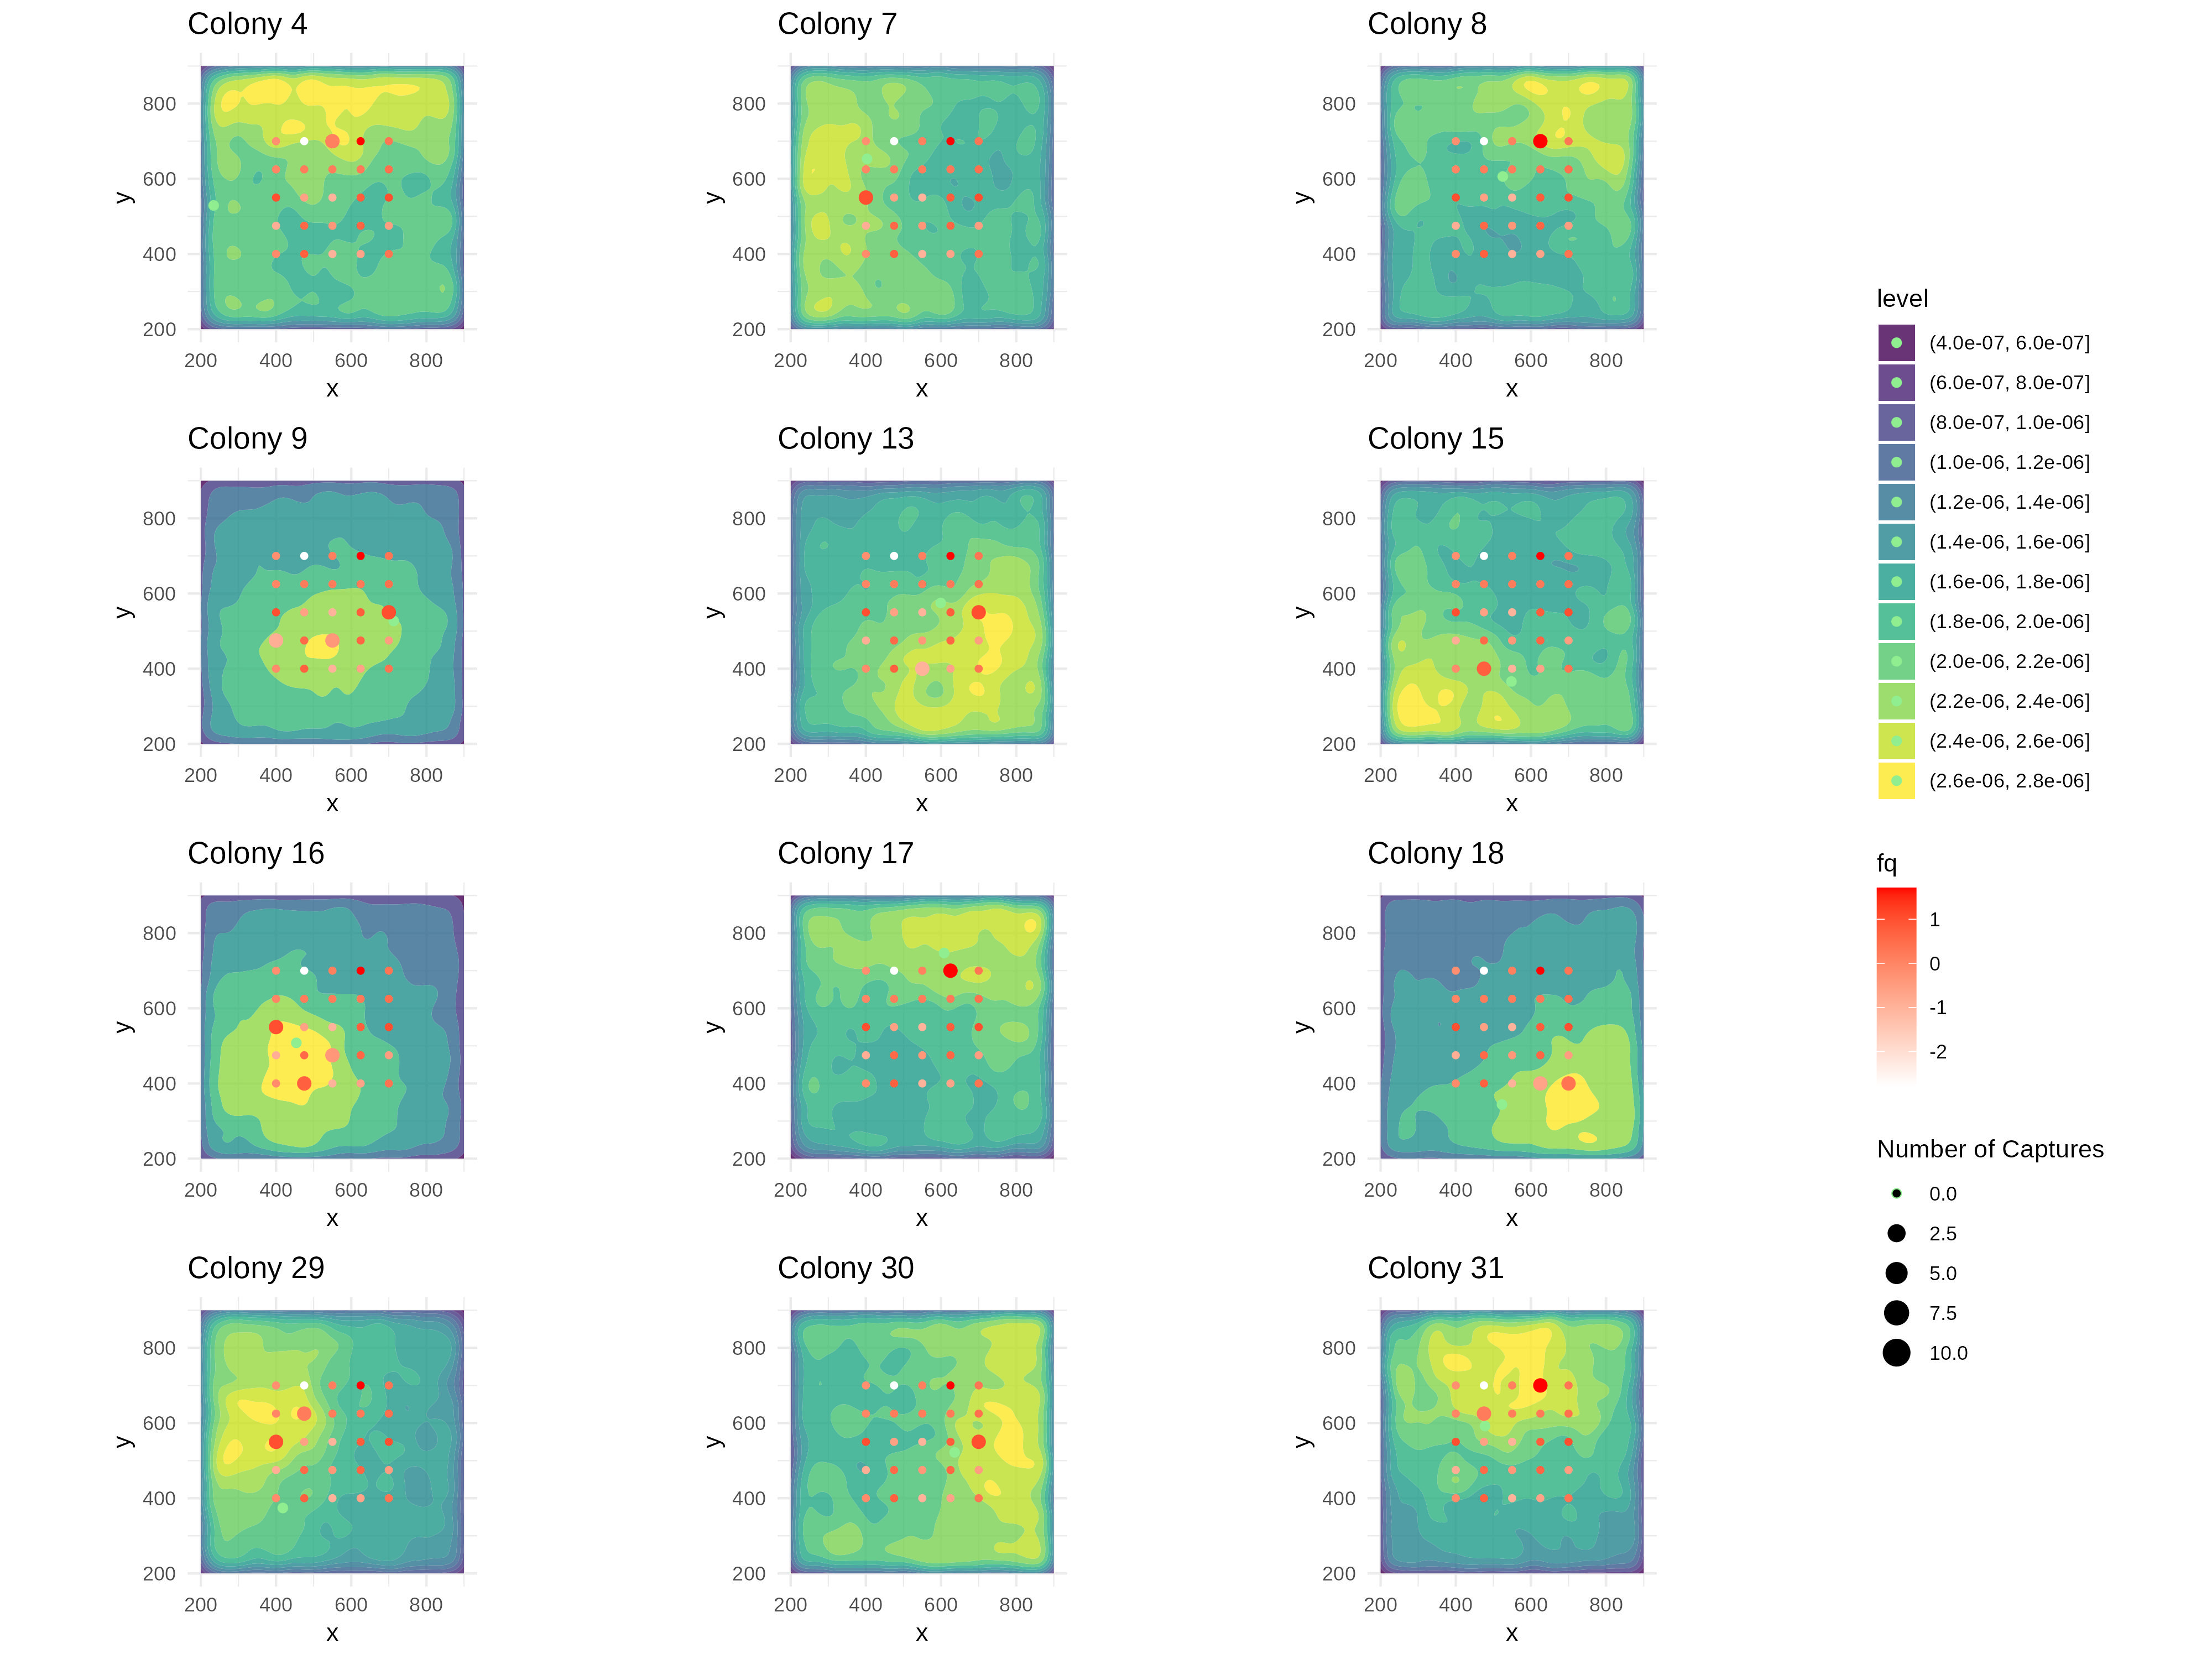 Colony 4
Colony 7
Colony 8
800
600
400
200
y
200 400 600 800
x
800
600
400
200
y
200 400 600 800
x
800
600
400
200
y
200 400 600 800
x
Colony 9
Colony 13
Colony 15
800
600
400
200
y
200 400 600 800
x
800
600
400
200
y
200 400 600 800
x
800
600
400
200
y
200 400 600 800
x
Colony 16
Colony 17
Colony 18
800
600
400
200
y
200 400 600 800
x
800
600
400
200
y
200 400 600 800
x
800
600
400
200
y
200 400 600 800
x
Colony 29
Colony 30
Colony 31
800
600
400
200
y
200 400 600 800
x
800
600
400
200
y
200 400 600 800
x
800
600
400
200
y
200 400 600 800
x
level
(4.0e-07, 6.0e-07]
(6.0e-07, 8.0e-07]
(8.0e-07, 1.0e-06]
(1.0e-06, 1.2e-06]
(1.2e-06, 1.4e-06]
(1.4e-06, 1.6e-06]
(1.6e-06, 1.8e-06]
(1.8e-06, 2.0e-06]
(2.0e-06, 2.2e-06]
(2.2e-06, 2.4e-06]
(2.4e-06, 2.6e-06]
(2.6e-06, 2.8e-06]
fq
1
0
-1
-2
Number of Captures
0.0
2.5
5.0
7.5
10.0